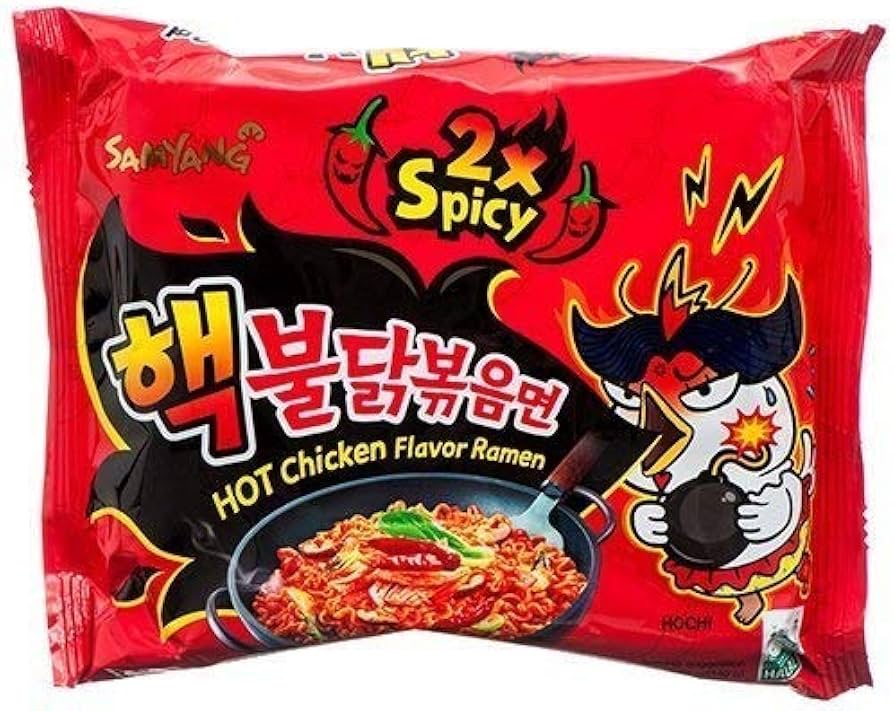 SAMYANG
2x
Spicy
핵불닭볶음면
HOT Chicken Flavor Ramen
HOCHI